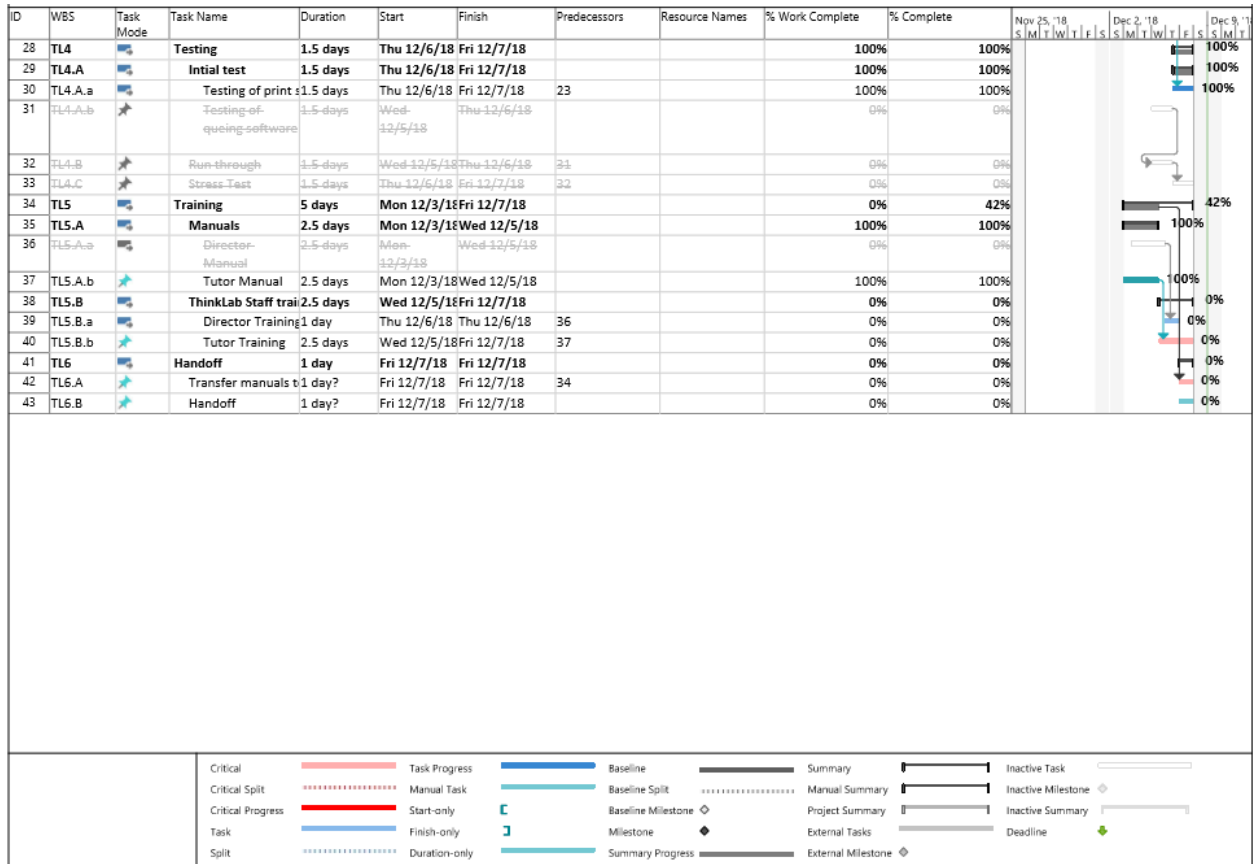 ID WBS Task Mode Task Name Duration Start Finish Predecessors Resource Names % Work Complete % Complete Nov 25, '18 Dec 2, '18 Dec 9, '1
S M T W T F S S M T W T F S S M T
28 TL4 Testing 1.5 days Thu 12/6/18 Fri 12/7/18 100% 100% 100%
29 TL4.A Intial test 1.5 days Thu 12/6/18 Fri 12/7/18 100% 100% 100%
30 TL4.A.a Testing of print s 1.5 days Thu 12/6/18 Fri 12/7/18 23 100% 100% 100%
31 TL4.A.b Testing of queing software 1.5 days Wed 12/5/18 Thu 12/6/18 0% 0%
32 TL4.B Run through 1.5 days Wed 12/5/18 Thu 12/6/18 31 0% 0%
33 TL4.C Stress Test 1.5 days Thu 12/6/18 Fri 12/7/18 32 0% 0%
34 TL5 Training 5 days Mon 12/3/18 Fri 12/7/18 0% 42% 42%
35 TL5.A Manuals 2.5 days Mon 12/3/18 Wed 12/5/18 100% 100% 100%
36 TL5.A.a Director Manual 2.5 days Mon 12/3/18 Wed 12/5/18 0% 0%
37 TL5.A.b Tutor Manual 2.5 days Mon 12/3/18 Wed 12/5/18 100% 100% 100%
38 TL5.B ThinkLab Staff trai 2.5 days Wed 12/5/18 Fri 12/7/18 0% 0% 0%
39 TL5.B.a Director Training 1 day Thu 12/6/18 Thu 12/6/18 36 0% 0% 0%
40 TL5.B.b Tutor Training 2.5 days Wed 12/5/18 Fri 12/7/18 37 0% 0% 0%
41 TL6 Handoff 1 day Fri 12/7/18 Fri 12/7/18 0% 0% 0%
42 TL6.A Transfer manuals t 1 day? Fri 12/7/18 Fri 12/7/18 34 0% 0% 0%
43 TL6.B Handoff 1 day? Fri 12/7/18 Fri 12/7/18 0% 0% 0%
Critical Task Progress Baseline Summary Inactive Task
Critical Split Manual Task Baseline Split Manual Summary Inactive Milestone
Critical Progress Start-only Baseline Milestone Project Summary Inactive Summary
Task Finish-only Milestone External Tasks Deadline
Split Duration-only Summary Progress External Milestone